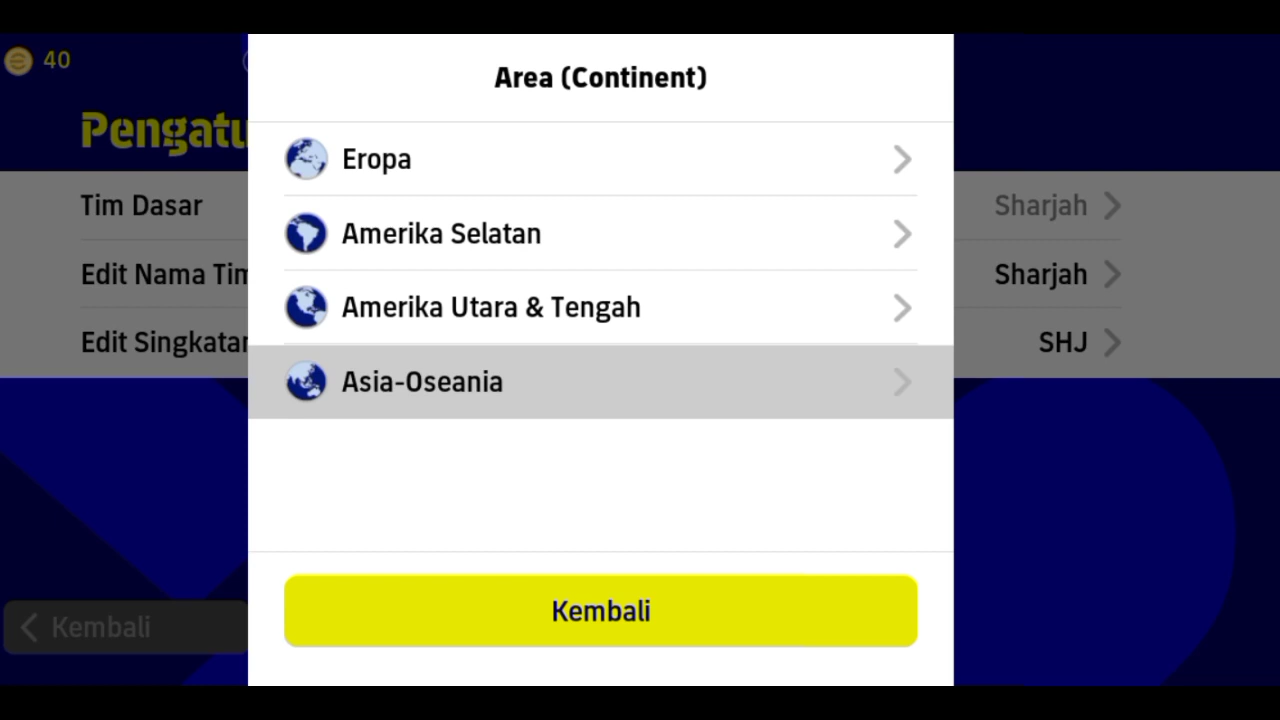 40
Area (Continent)
Pengatu
Eropa
Tim Dasar
Sharjah
Amerika Selatan
Edit Nama Tim
Sharjah
Amerika Utara & Tengah
Edit Singkatan
SHJ
Asia-Oseania
Kembali
Kembali